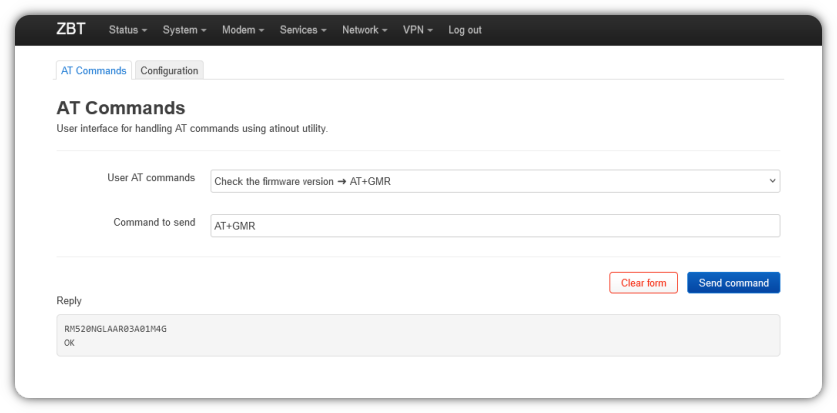 ZBT Status System Modem Services Network VPN Log out
AT Commands Configuration
AT Commands
User interface for handling AT commands using atinout utility.
User AT commands Check the firmware version ➞ AT+GMR
Command to send AT+GMR
Clear form Send command
Reply
RM520NGLAAR03A01M4G
OK